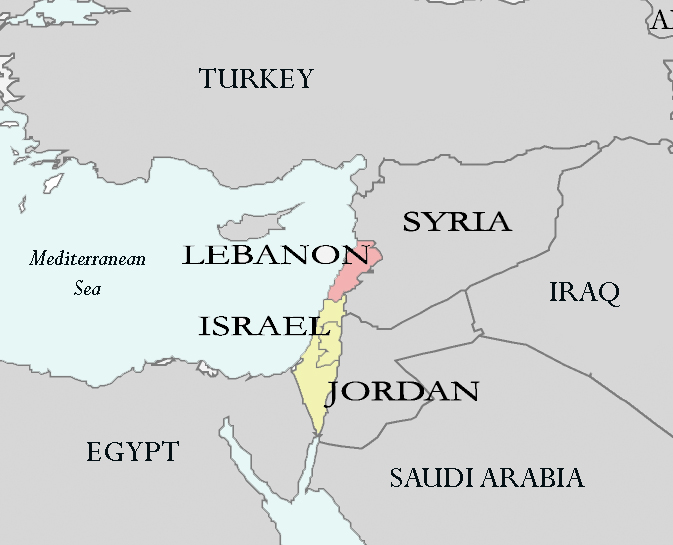 A
TURKEY
SYRIA
LEBANON
Mediterranean
Sea
IRAQ
ISRAEL
JORDAN
EGYPT
SAUDI ARABIA